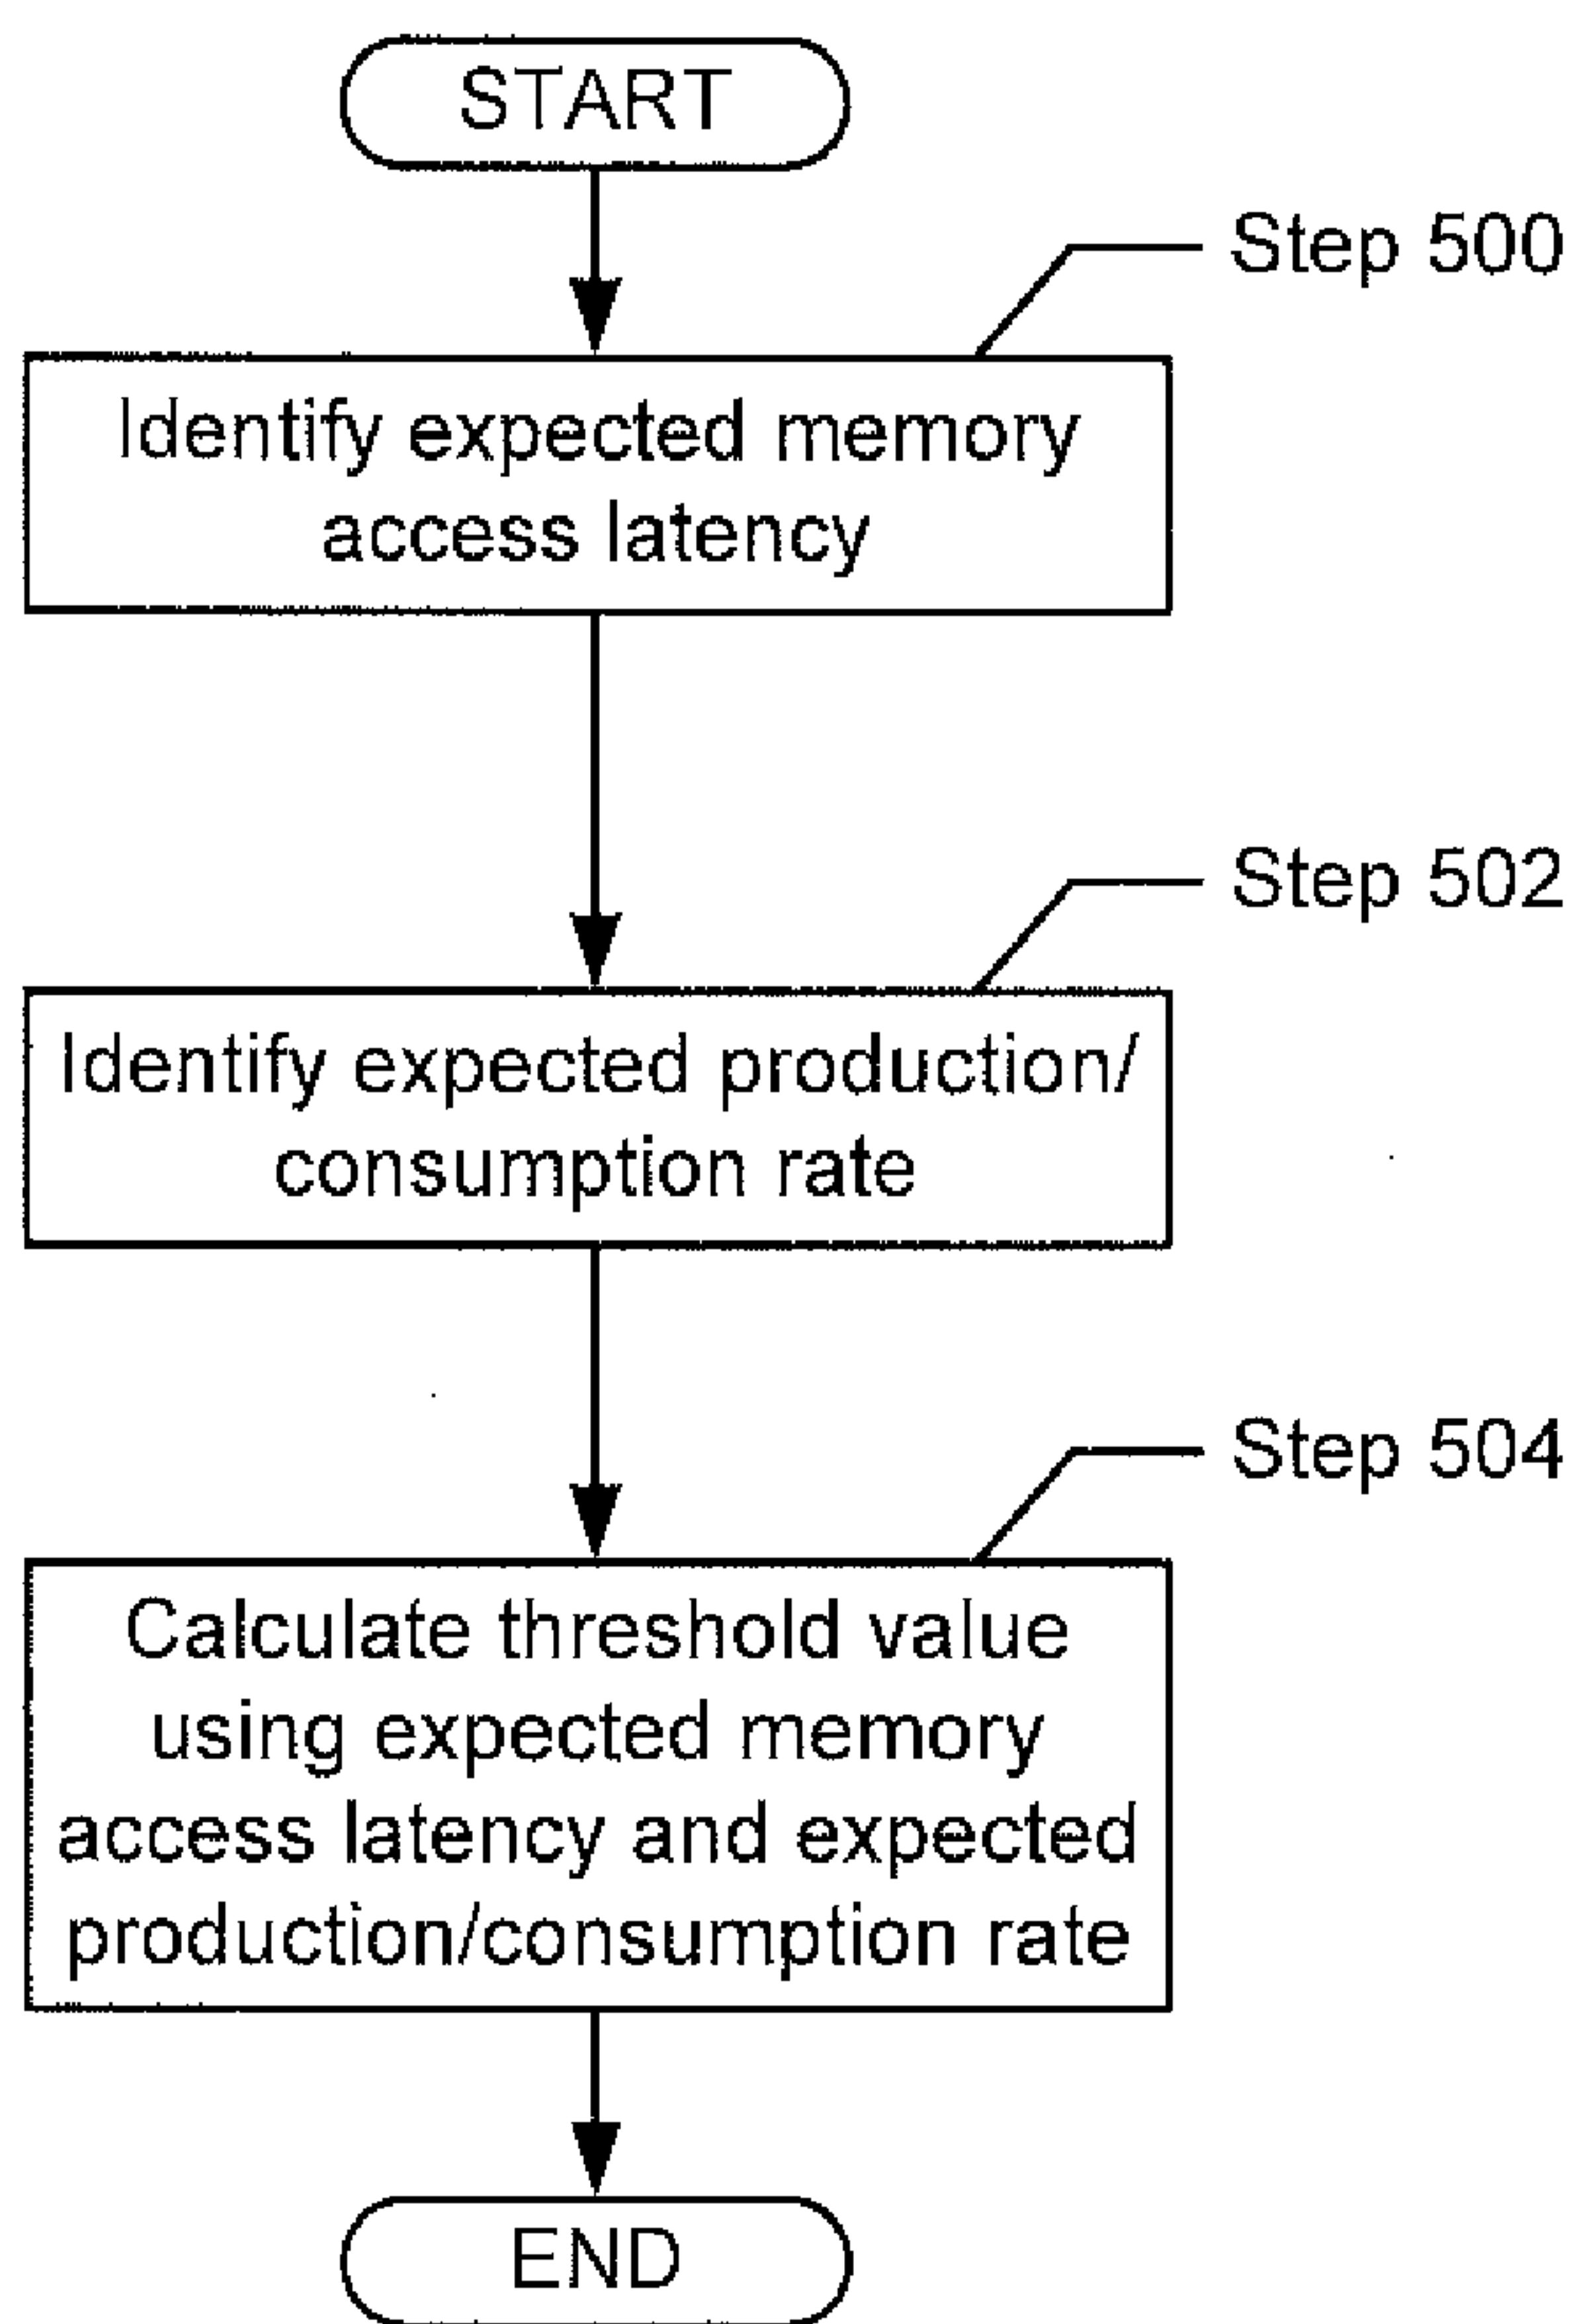 START
Step 500
Identify expected memory
access latency
Step 502
Identify expected production/
consumption rate
Step 504
Calculate threshold value
using expected memory
access latency and expected
production/consumption rate
END